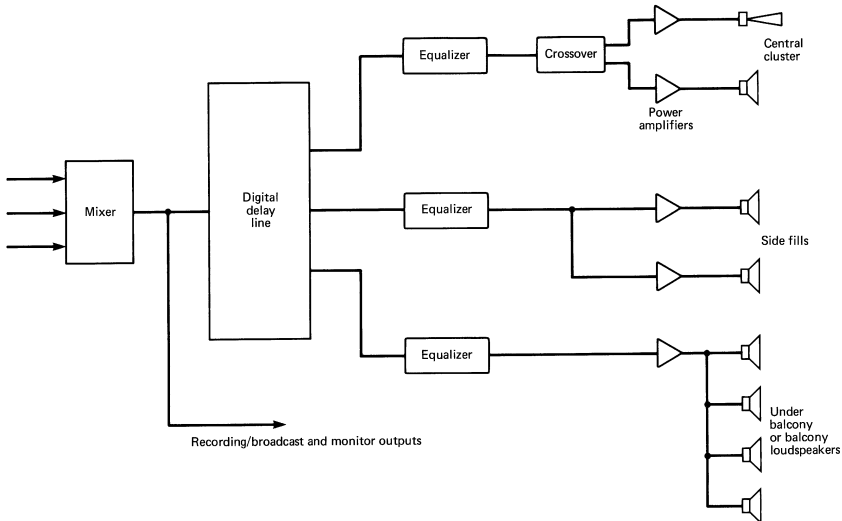 Equalizer
Crossover
Central
cluster
Power
amplifiers
Mixer
Digital
delay
line
Equalizer
Side fills
Equalizer
Under
balcony
or balcony
loudspeakers
Recording/broadcast and monitor outputs